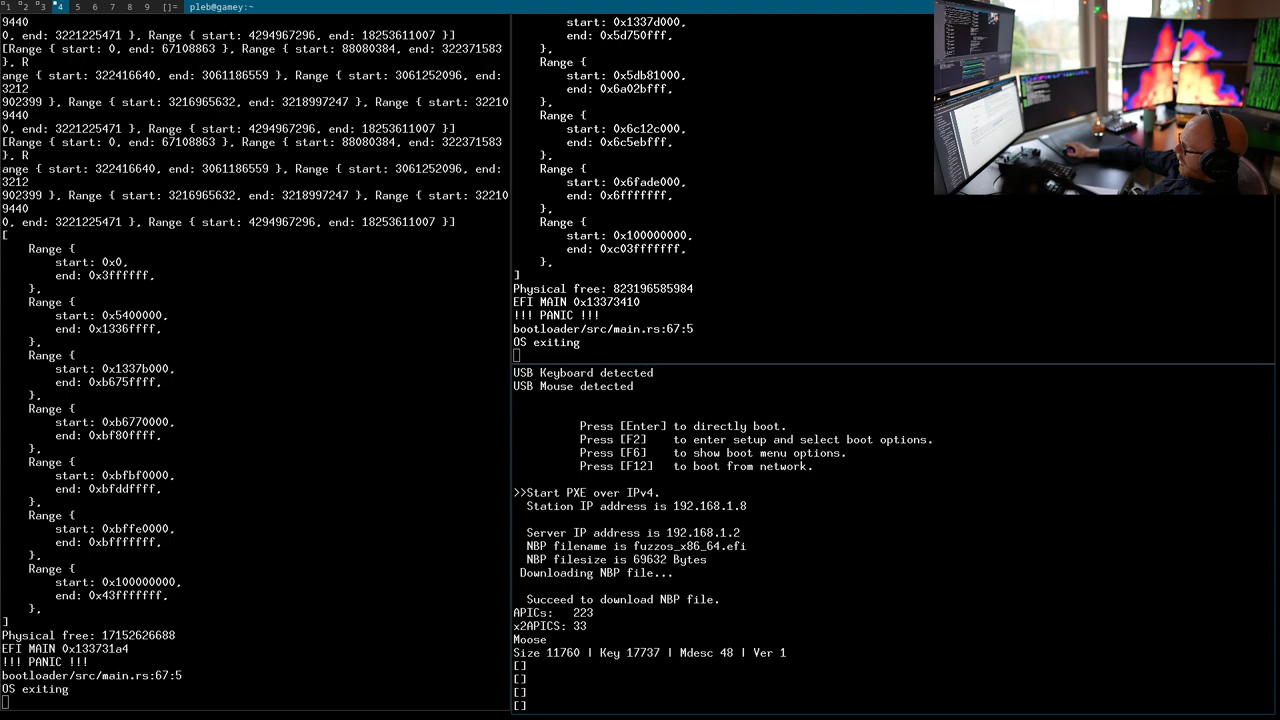 1 2 3 4 5 6 7 8 9 []= pleb@gamey:~
9440
0, end: 3221225471 }, Range { start: 4294967296, end: 18253611007 }]
[Range { start: 0, end: 67108863 }, Range { start: 88080384, end: 322371583
}, R
ange { start: 322416640, end: 3061186559 }, Range { start: 3061252096, end:
3212
902399 }, Range { start: 3216965632, end: 3218997247 }, Range { start: 32210
9440
0, end: 3221225471 }, Range { start: 4294967296, end: 18253611007 }]
[Range { start: 0, end: 67108863 }, Range { start: 88080384, end: 322371583
}, R
ange { start: 322416640, end: 3061186559 }, Range { start: 3061252096, end:
3212
902399 }, Range { start: 3216965632, end: 3218997247 }, Range { start: 32210
9440
0, end: 3221225471 }, Range { start: 4294967296, end: 18253611007 }]
[
Range {
start: 0x0,
end: 0x3ffffff,
},
Range {
start: 0x5400000,
end: 0x1336ffff,
},
Range {
start: 0x1337b000,
end: 0xb675ffff,
},
Range {
start: 0xb6770000,
end: 0xbf80ffff,
},
Range {
start: 0xbfbf0000,
end: 0xbfddffff,
},
Range {
start: 0xbffe0000,
end: 0xbfffffff,
},
Range {
start: 0x100000000,
end: 0x43fffffff,
},
]
Physical free: 17152626688
EFI MAIN 0x133731a4
!!! PANIC !!!
bootloader/src/main.rs:67:5
OS exiting
start: 0x1337d000,
end: 0x5d750fff,
},
Range {
start: 0x5db81000,
end: 0x6a02bfff,
},
Range {
start: 0x6c12c000,
end: 0x6c5ebfff,
},
Range {
start: 0x6fade000,
end: 0x6fffffff,
},
Range {
start: 0x100000000,
end: 0xc03fffffff,
},
]
Physical free: 823196585984
EFI MAIN 0x13373410
!!! PANIC !!!
bootloader/src/main.rs:67:5
OS exiting
USB Keyboard detected
USB Mouse detected
Press [Enter] to directly boot.
Press [F2] to enter setup and select boot options.
Press [F6] to show boot menu options.
Press [F12] to boot from network.
>>Start PXE over IPv4.
Station IP address is 192.168.1.8
Server IP address is 192.168.1.2
NBP filename is fuzzos_x86_64.efi
NBP filesize is 69632 Bytes
Downloading NBP file...
Succeed to download NBP file.
APICs: 223
x2APICS: 33
Moose
Size 11760 | Key 17737 | Mdesc 48 | Ver 1
[]
[]
[]
[]